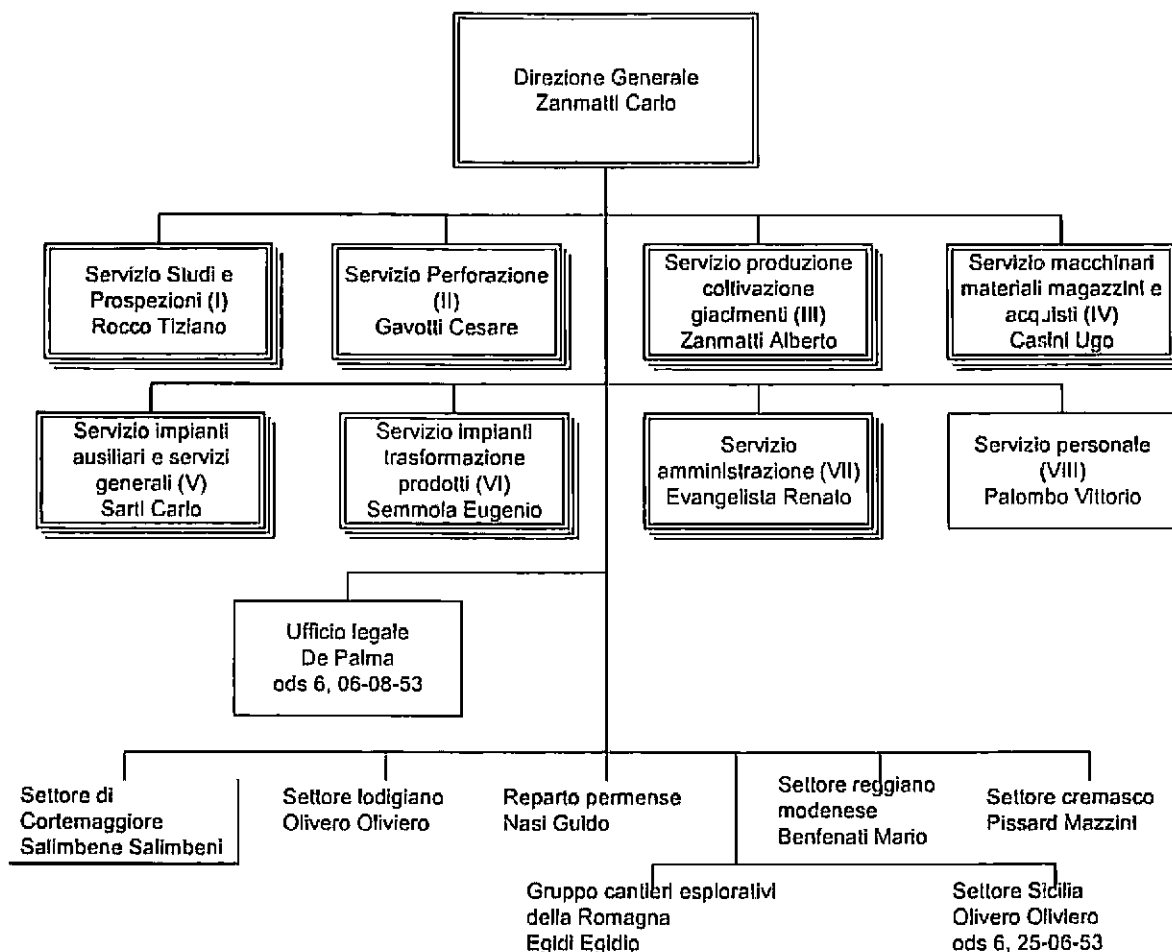 Direzione Generale
Zanmatti Carlo
Servizio Studi e
Prospezioni (I)
Rocco Tiziano
Servizio Perforazione
(II)
Gavotti Cesare
Servizio produzione
coltivazione
giacimenti (III)
Zanmatti Alberto
Servizio macchinari
materiali magazzini e
acquisti (IV)
Casini Ugo
Servizio impianti
ausiliari e servizi
generali (V)
Sarti Carlo
Servizio impianti
trasformazione
prodotti (VI)
Semmola Eugenio
Servizio
amministrazione (VII)
Evangelista Renato
Servizio personale
(VIII)
Palombo Vittorio
Ufficio legale
De Palma
ods 6, 06-08-53
Settore di
Cortemaggiore
Salimbene Salimbeni
Settore lodigiano
Olivero Oliviero
Reparto permense
Nasi Guido
Settore reggiano
modenese
Benfenati Mario
Settore cremasco
Pissard Mazzini
Gruppo cantieri esplorativi
della Romagna
Egidi Egidio
Settore Sicilia
Olivero Oliviero
ods 6, 25-06-53